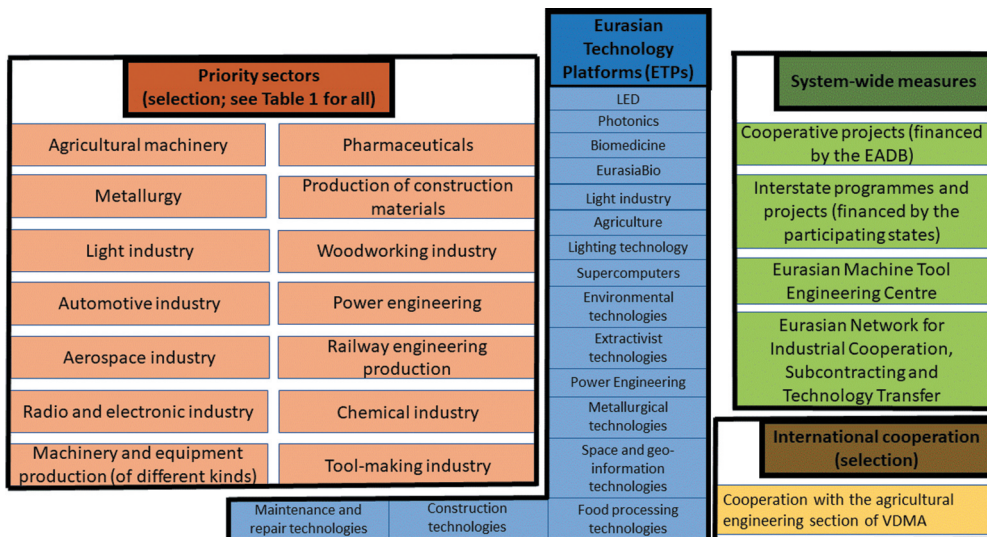 Priority sectors
(selection; see Table 1 for all)
Agricultural machinery
Pharmaceuticals
Metallurgy
Production of construction
materials
Light industry
Woodworking industry
Automotive industry
Power engineering
Aerospace industry
Railway engineering
production
Radio and electronic industry
Chemical industry
Machinery and equipment
production (of different kinds)
Tool-making industry
Eurasian
Technology
Platforms (ETPs)
LED
Photonics
Biomedicine
EurasiaBio
Light industry
Agriculture
Lighting technology
Supercomputers
Environmental
technologies
Extractivist
technologies
Power Engineering
Metallurgical
technologies
Space and geo-
information
technologies
Maintenance and
repair technologies
Construction
technologies
Food processing
technologies
System-wide measures
Cooperative projects (financed
by the EADB)
Interstate programmes and
projects (financed by the
participating states)
Eurasian Machine Tool
Engineering Centre
Eurasian Network for
Industrial Cooperation,
Subcontracting and
Technology Transfer
International cooperation
(selection)
Cooperation with the agricultural
engineering section of VDMA